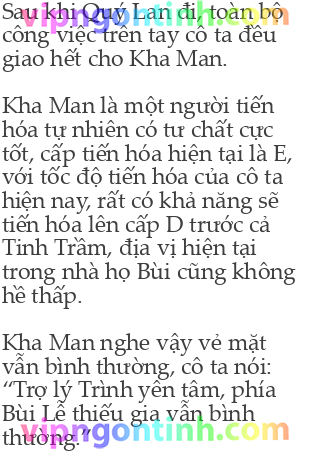 Sau khi Quý Lan đi, toàn bộ
vipngontinh.com
công việc trên tay cô ta đều
giao hết cho Kha Man.
Kha Man là một người tiến
hóa tự nhiên có tư chất cực
tốt, cấp tiến hóa hiện tại là E,
với tốc độ tiến hóa của cô ta
hiện nay, rất có khả năng sẽ
tiến hóa lên cấp D trước cả
Tinh Trầm, địa vị hiện tại
trong nhà họ Bùi cũng không
hề thấp.
Kha Man nghe vậy vẻ mặt
vẫn bình thường, cô ta nói:
“Trợ lý Trình yên tâm, phía
Bùi Lễ thiếu gia vẫn bình
thường.”
vipngontinh.com